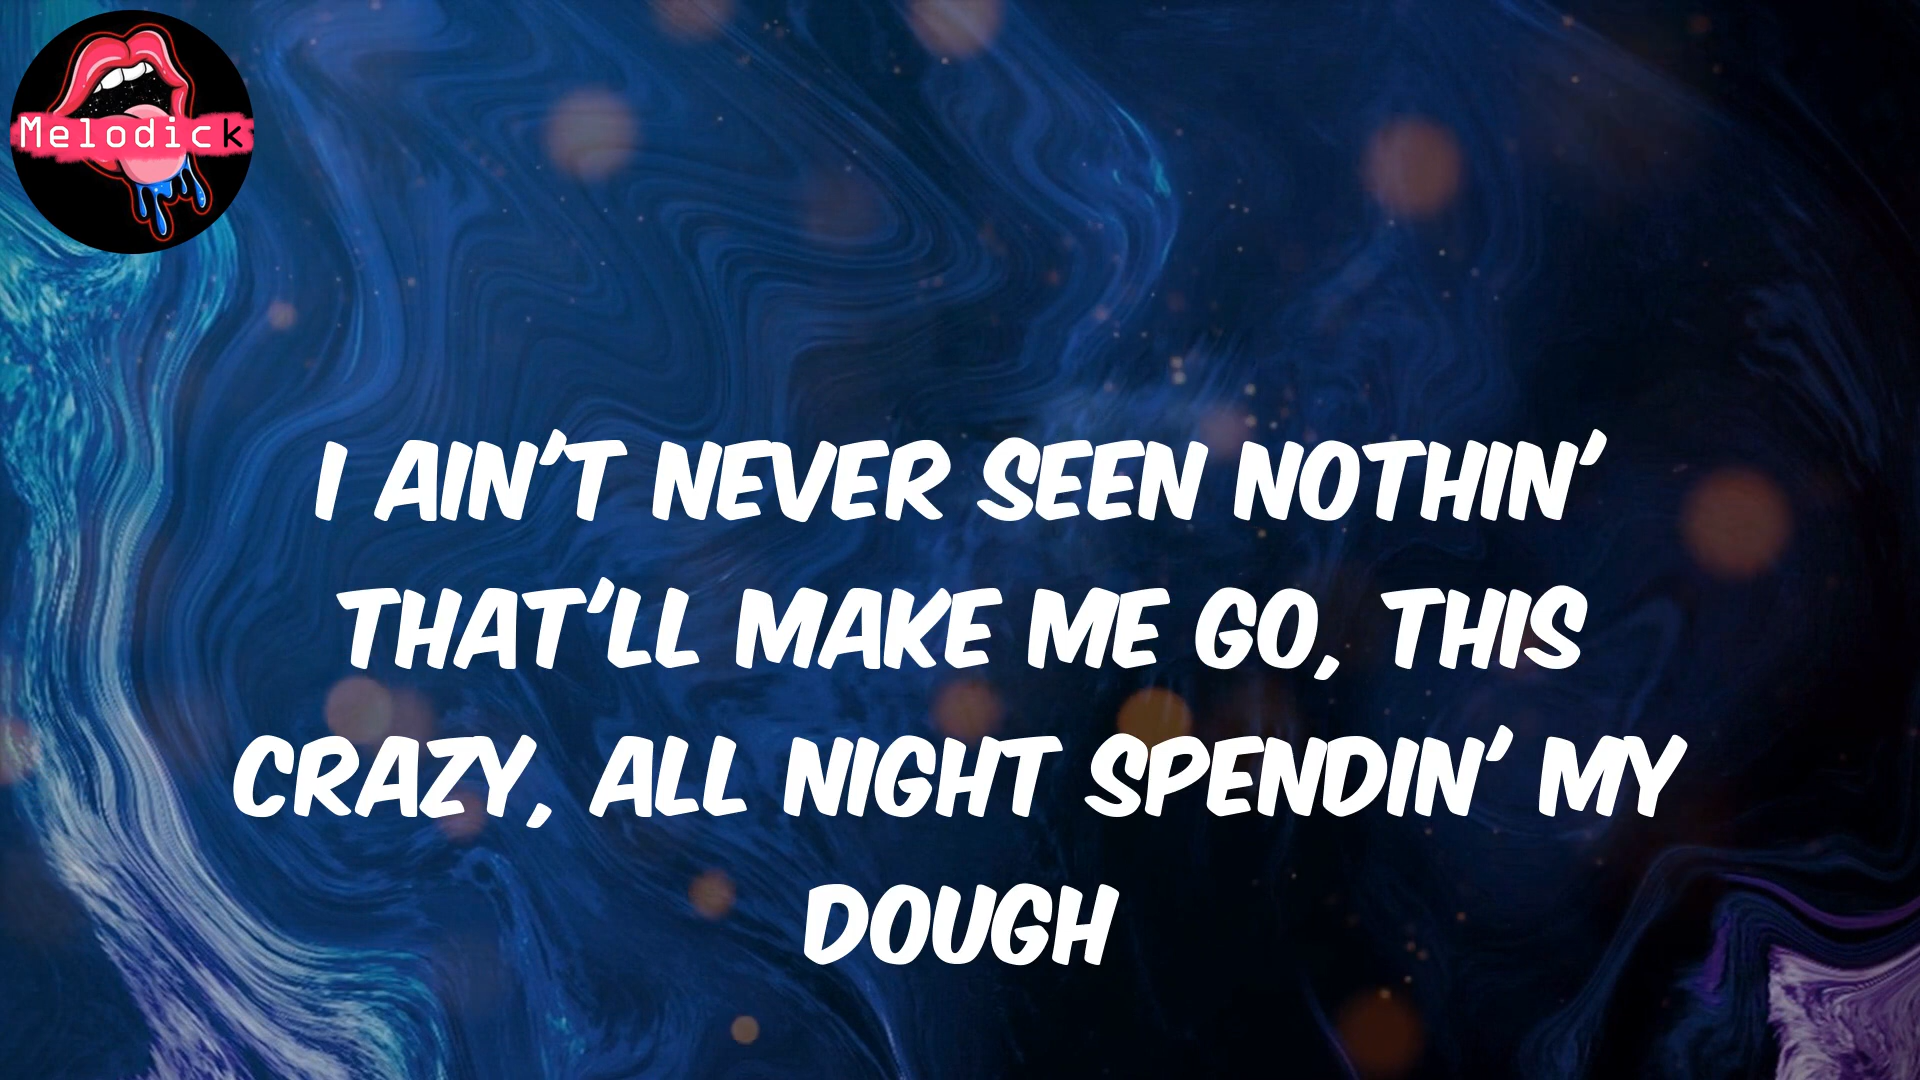 Melodick
I AIN'T NEVER SEEN NOTHIN'
THAT'LL MAKE ME GO, THIS
CRAZY, ALL NIGHT SPENDIN' MY
DOUGH